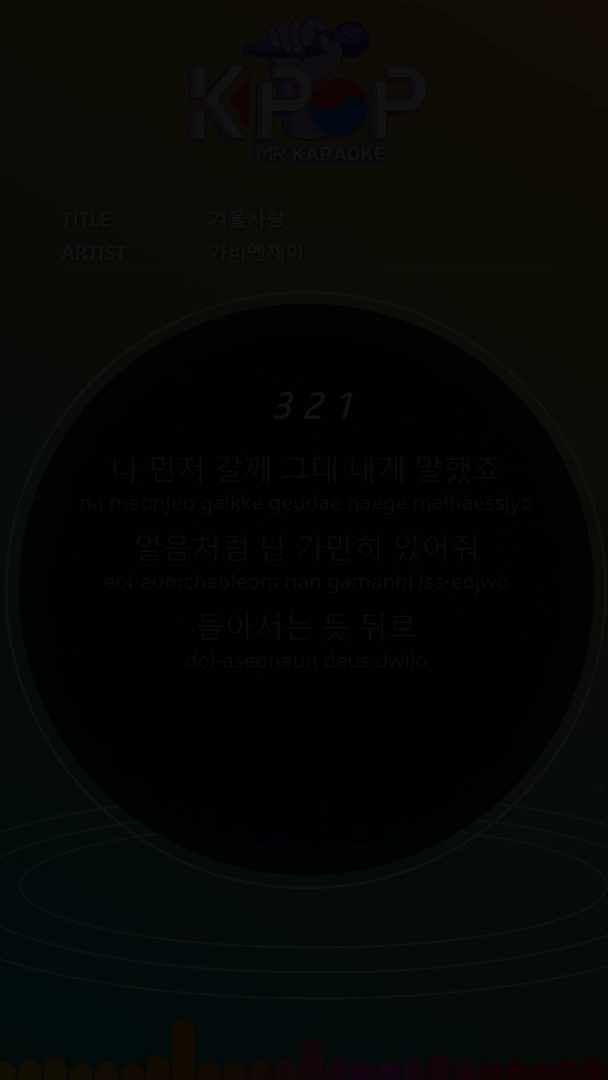 KPOP
MR KARAOKE
TITLE 겨울사랑
ARTIST 가비엔제이
3 2 1
나 먼저 갈께 그대 내게 말했죠
na meonjeo galkke geudae naege malhaessjyo
얼음처럼 난 가만히 있어줘
eol-eumcheoleom nan gamanhi iss-eojwo
돌아서는 듯 뒤로
dol-aseoneun deus dwilo